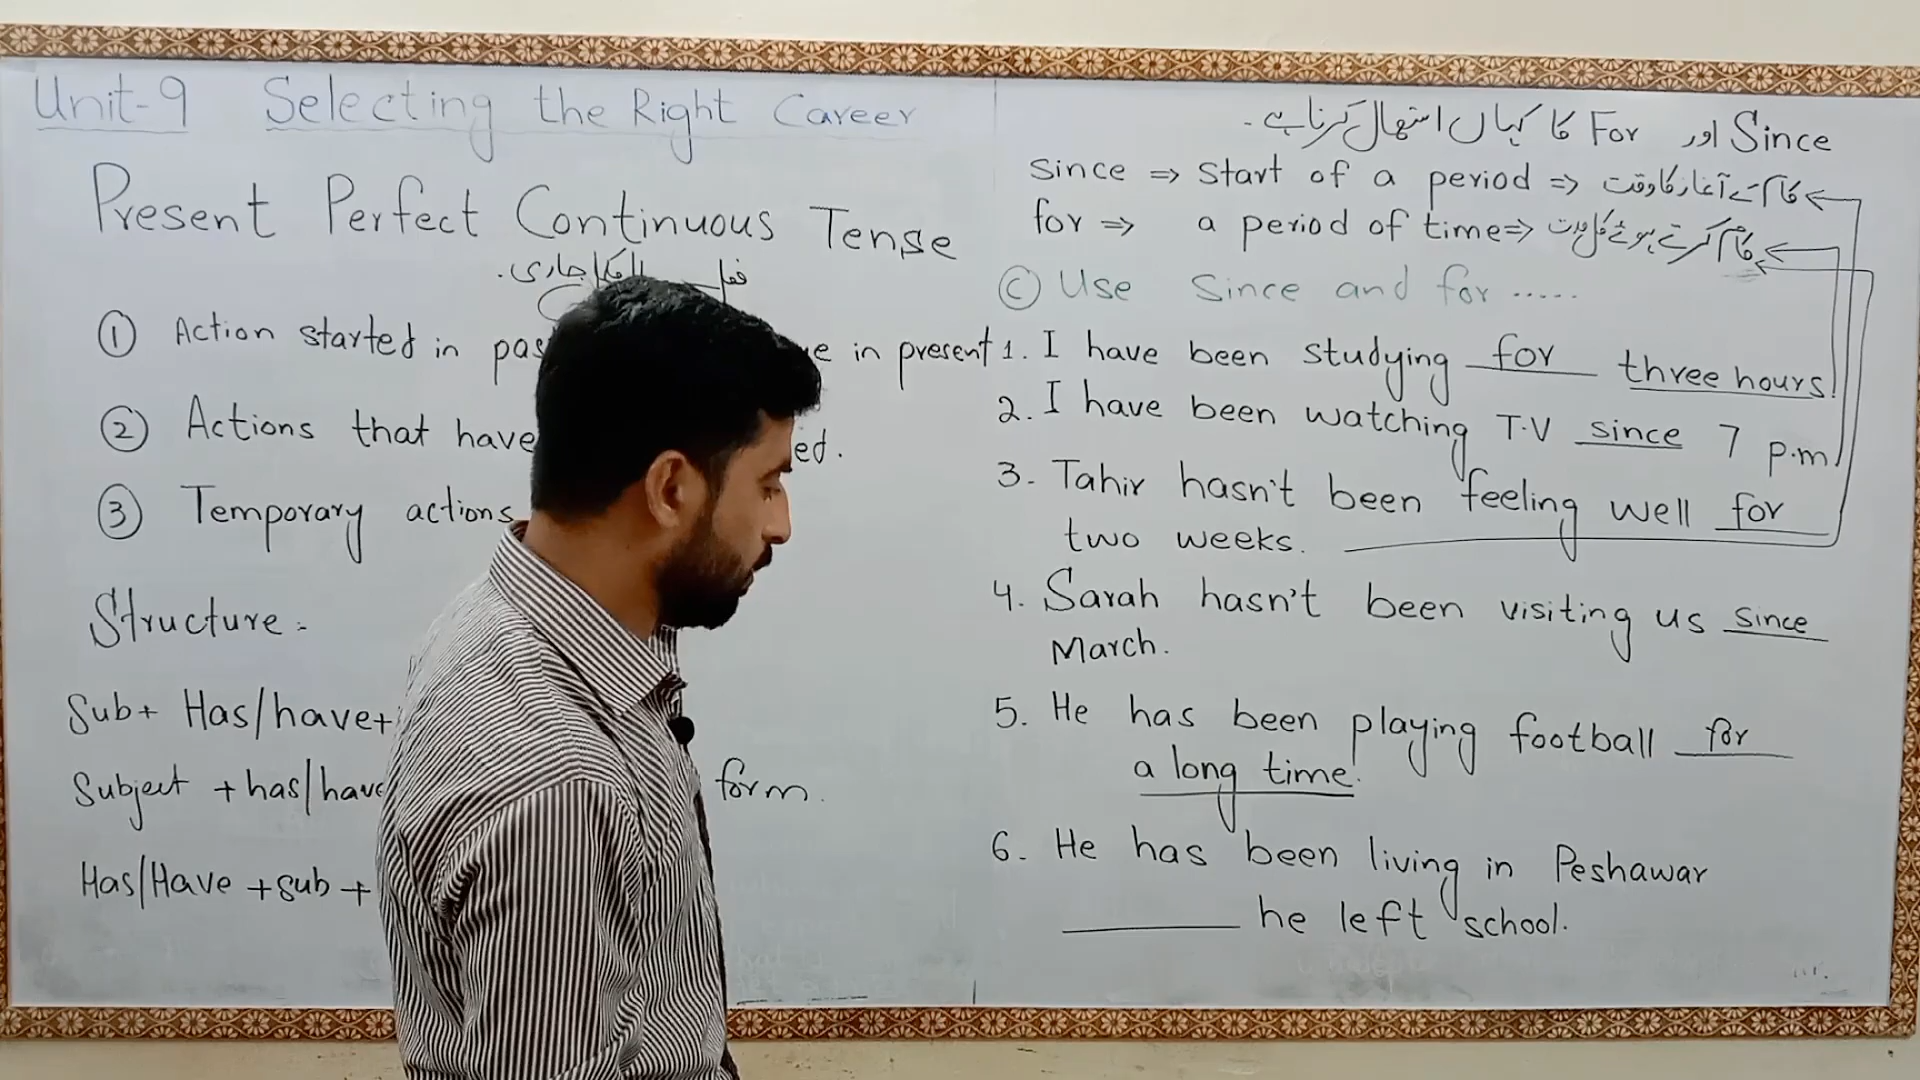 Unit-9 Selecting the Right Career
Present Perfect Continuous Tense
① Action started in pas e in present
② Actions that have ed.
③ Temporary actions
Structure:-
Sub+ Has/have+
Subject + has/have form.
Has/Have +sub +
Since اور For کا کہاں استعمال کرنا ہے۔
since ⇒ start of a period ⇒ کام کے آغاز کا وقت
for ⇒ a period of time⇒ کام کرتے ہوئے کل مدت
Ⓒ Use Since and for .....
1. I have been studying for three hours.
2. I have been watching T.V since 7 p.m.
3- Tahir hasn't been feeling well for
two weeks.
4. Sarah hasn't been visiting us since
March.
5. He has been playing football for
a long time.
6. He has been living in Peshawar
______ he left school.